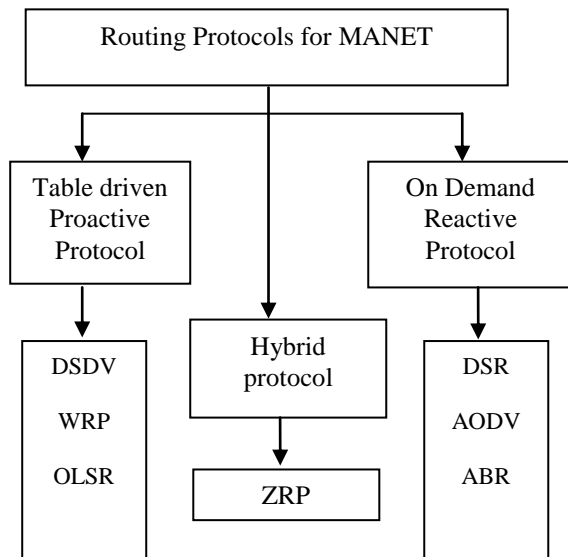 Routing Protocols for MANET
Table driven
Proactive
Protocol
On Demand
Reactive
Protocol
Hybrid
protocol
DSDV
WRP
OLSR
ZRP
DSR
AODV
ABR